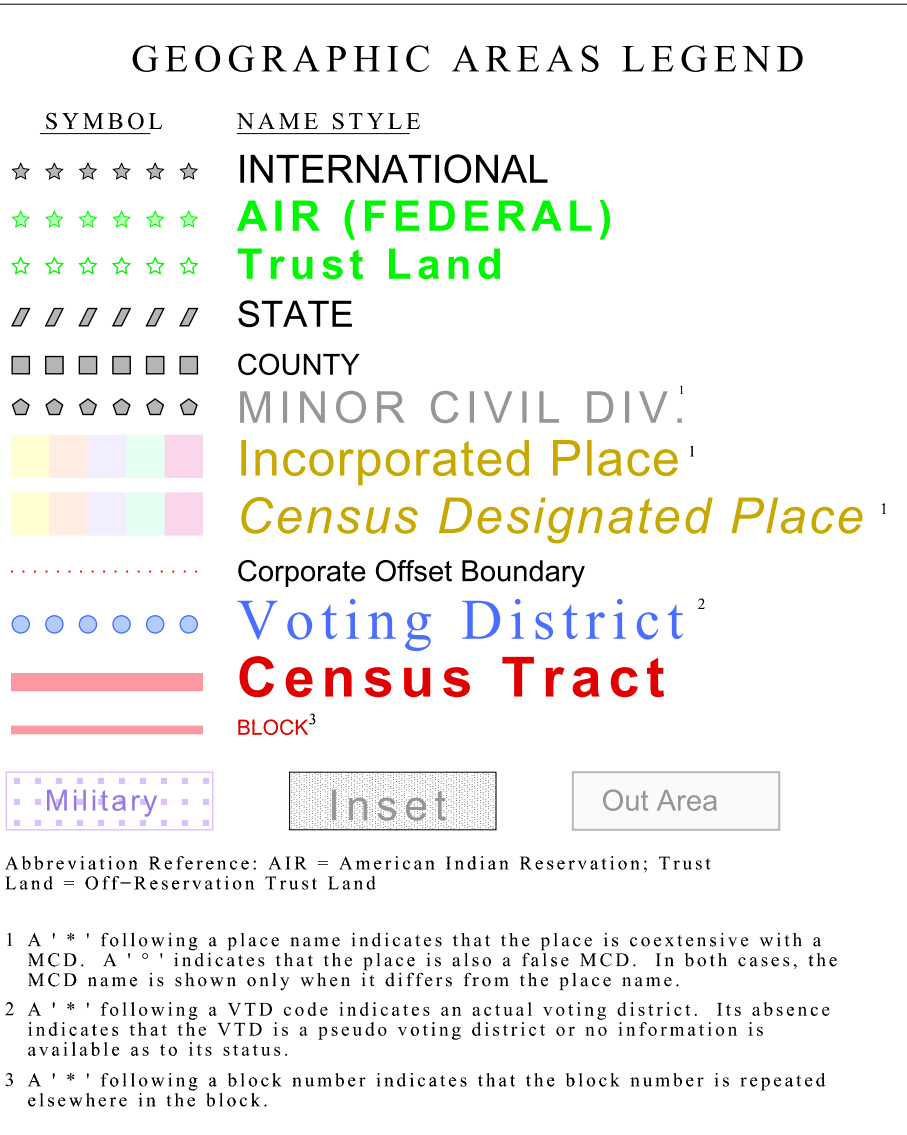 GEOGRAPHIC AREAS LEGEND
SYMBOL NAME STYLE
INTERNATIONAL
AIR (FEDERAL)
Trust Land
STATE
COUNTY
MINOR CIVIL DIV. 1
Incorporated Place 1
Census Designated Place 1
Corporate Offset Boundary
Voting District 2
Census Tract
BLOCK3
Military Inset Out Area
Abbreviation Reference: AIR = American Indian Reservation; Trust
Land = Off−Reservation Trust Land
1 A ' * ' following a place name indicates that the place is coextensive with a
MCD. A ' ° ' indicates that the place is also a false MCD. In both cases, the
MCD name is shown only when it differs from the place name.
2 A ' * ' following a VTD code indicates an actual voting district. Its absence
indicates that the VTD is a pseudo voting district or no information is
available as to its status.
3 A ' * ' following a block number indicates that the block number is repeated
elsewhere in the block.